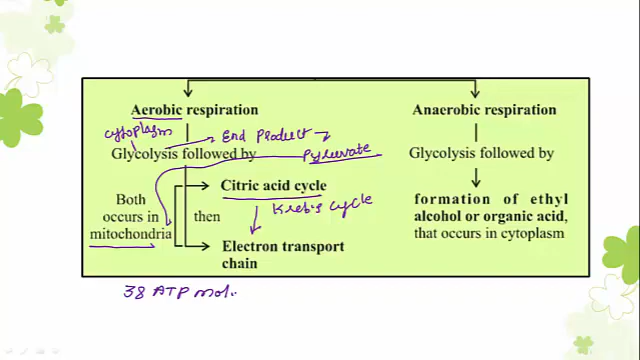 Aerobic respiration
Anaerobic respiration
cytoplasm
End Product
Glycolysis followed by
Pyruvate
Glycolysis followed by
Citric acid cycle
Kreb's cycle
Both
occurs in
mitochondria
then
Electron transport
chain
formation of ethyl
alcohol or organic acid,
that occurs in cytoplasm
38 ATP mol